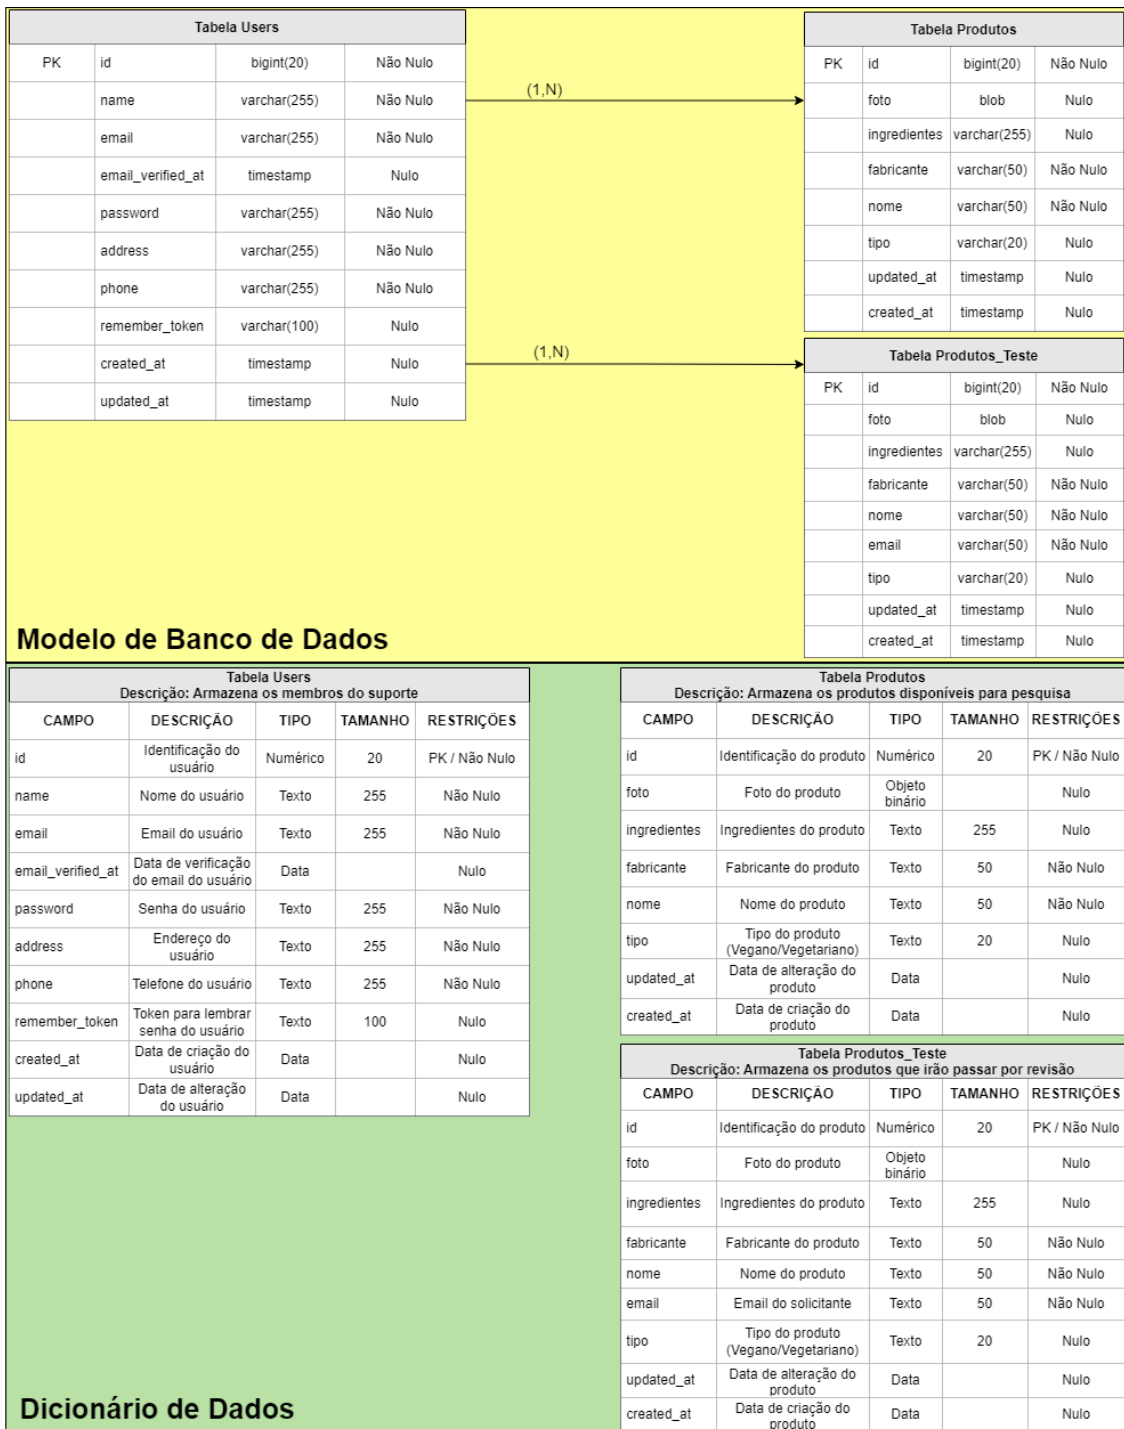 Tabela Users
PK id bigint(20) Não Nulo
name varchar(255) Não Nulo
email varchar(255) Não Nulo
email_verified_at timestamp Nulo
password varchar(255) Não Nulo
address varchar(255) Não Nulo
phone varchar(255) Não Nulo
remember_token varchar(100) Nulo
created_at timestamp Nulo
updated_at timestamp Nulo
(1,N)
(1,N)
Tabela Produtos
PK id bigint(20) Não Nulo
foto blob Nulo
ingredientes varchar(255) Nulo
fabricante varchar(50) Não Nulo
nome varchar(50) Não Nulo
tipo varchar(20) Nulo
updated_at timestamp Nulo
created_at timestamp Nulo
Tabela Produtos_Teste
PK id bigint(20) Não Nulo
foto blob Nulo
ingredientes varchar(255) Nulo
fabricante varchar(50) Não Nulo
nome varchar(50) Não Nulo
email varchar(50) Não Nulo
tipo varchar(20) Nulo
updated_at timestamp Nulo
created_at timestamp Nulo
Modelo de Banco de Dados
Tabela Users
Descrição: Armazena os membros do suporte
CAMPO DESCRIÇÃO TIPO TAMANHO RESTRIÇÕES
id Identificação do usuário Numérico 20 PK / Não Nulo
name Nome do usuário Texto 255 Não Nulo
email Email do usuário Texto 255 Não Nulo
email_verified_at Data de verificação do email do usuário Data Nulo
password Senha do usuário Texto 255 Não Nulo
address Endereço do usuário Texto 255 Não Nulo
phone Telefone do usuário Texto 255 Não Nulo
remember_token Token para lembrar senha do usuário Texto 100 Nulo
created_at Data de criação do usuário Data Nulo
updated_at Data de alteração do usuário Data Nulo
Tabela Produtos
Descrição: Armazena os produtos disponíveis para pesquisa
CAMPO DESCRIÇÃO TIPO TAMANHO RESTRIÇÕES
id Identificação do produto Numérico 20 PK / Não Nulo
foto Foto do produto Objeto binário Nulo
ingredientes Ingredientes do produto Texto 255 Nulo
fabricante Fabricante do produto Texto 50 Não Nulo
nome Nome do produto Texto 50 Não Nulo
tipo Tipo do produto (Vegano/Vegetariano) Texto 20 Nulo
updated_at Data de alteração do produto Data Nulo
created_at Data de criação do produto Data Nulo
Tabela Produtos_Teste
Descrição: Armazena os produtos que irão passar por revisão
CAMPO DESCRIÇÃO TIPO TAMANHO RESTRIÇÕES
id Identificação do produto Numérico 20 PK / Não Nulo
foto Foto do produto Objeto binário Nulo
ingredientes Ingredientes do produto Texto 255 Nulo
fabricante Fabricante do produto Texto 50 Não Nulo
nome Nome do produto Texto 50 Não Nulo
email Email do solicitante Texto 50 Não Nulo
tipo Tipo do produto (Vegano/Vegetariano) Texto 20 Nulo
updated_at Data de alteração do produto Data Nulo
created_at Data de criação do produto Data Nulo
Dicionário de Dados